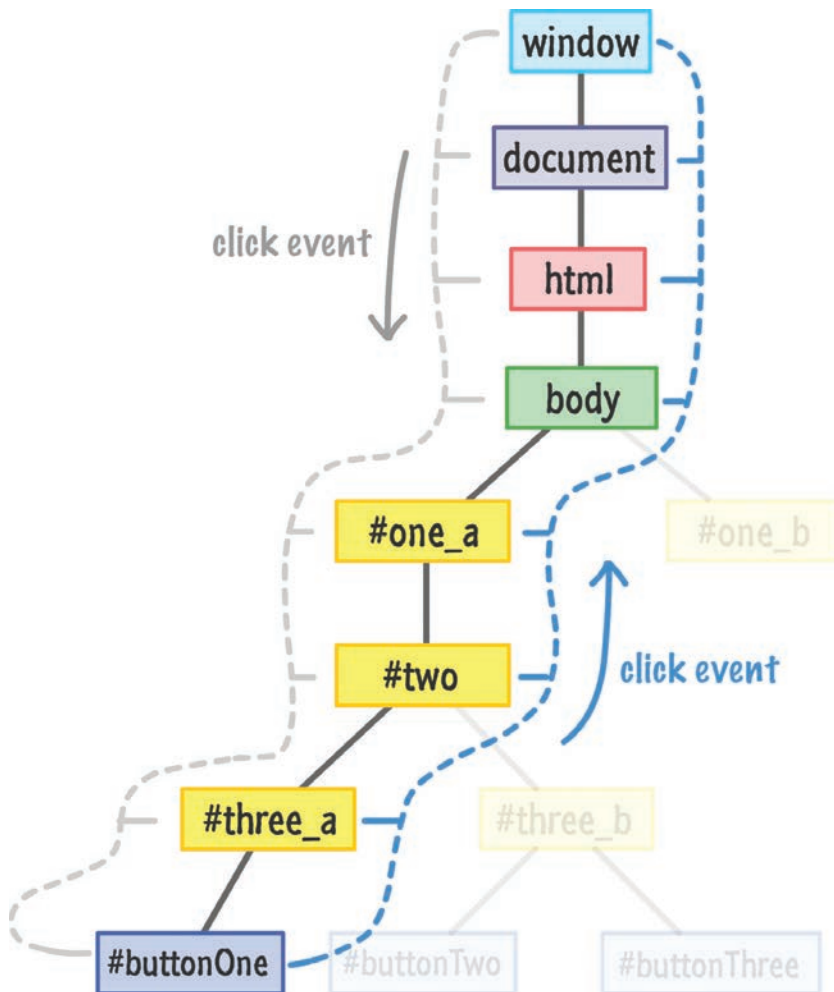 window
document
click event
html
body
#one_a
#one_b
#two
click event
#three_a
#three_b
#buttonOne
#buttonTwo
#buttonThree